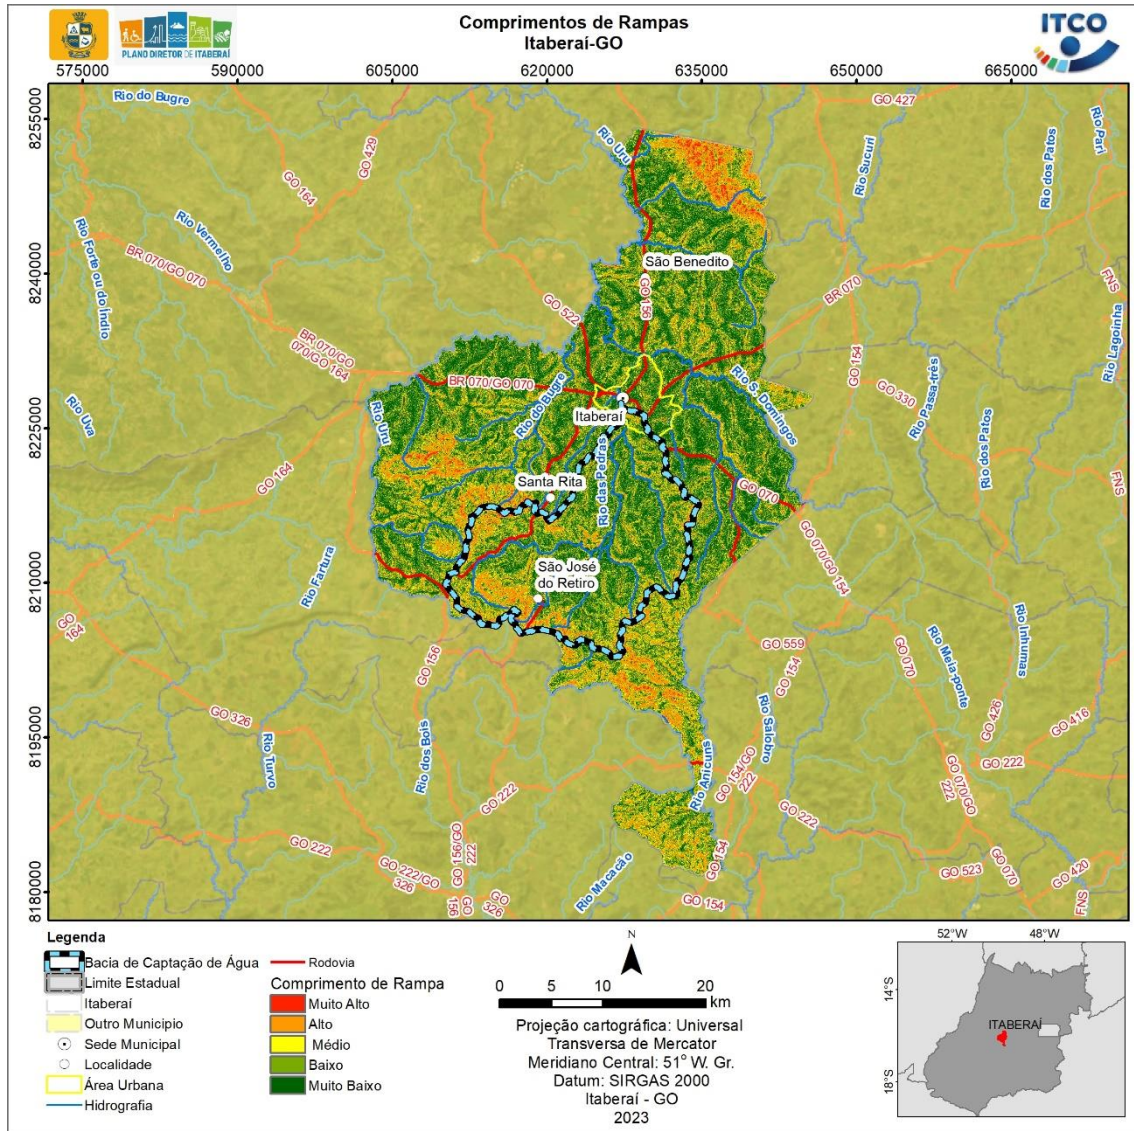 Comprimentos de Rampas
Itaberaí-GO
PLANO DIRETOR DE ITABERAÍ
ITCO
575000 590000 605000 620000 635000 650000 665000
8255000
8240000
8225000
8210000
8195000
8180000
Rio do Bugre
GO 429
GO 164
Rio Vermelho
Rio Forte ou do Índio
BR 070/GO 070
Rio Uru
GO 427
Rio Sucurí
Rio dos Patos
Rio Pari
São Benedito
GO 156
GO 522
BR 070
FNS
Rio Lagoinha
BR 070/GO
070/GO 164
BR 070/GO 070
Rio do Bugre
GO 154
GO 330
Rio Passa-três
Rio S. Domingos
Rio Uva
Rio Uru
Itaberaí
Rio dos Patos
GO 164
Santa Rita
Rio das Pedras
GO 070
FNS
Rio Fartura
São José
do Retiro
GO 070/G0 154
GO
164
GO 156
GO 559
GO 154
Rio Meia-ponte
GO 070
Rio Inhumas
GO 326
Rio Turvo
Rio dos Bois
Rio Salobro
GO 426
GO 416
GO 222
Rio Anicuns
GO 154/GO
222
GO 222
GO 070/GO
222
GO 222
GO 222
GO 156/GO
222
GO 222/GO
326
GO
326
GO
156
Rio Macacão
GO 154
GO 154
GO 523
GO 070
GO 420
FNS
Legenda
Bacia de Captação de Água
Limite Estadual
Itaberaí
Outro Municipio
Sede Municipal
Localidade
Área Urbana
Hidrografia
Rodovia
Comprimento de Rampa
Muito Alto
Alto
Médio
Baixo
Muito Baixo
N
0 5 10 20
km
Projeção cartográfica: Universal
Transversa de Mercator
Meridiano Central: 51° W. Gr.
Datum: SIRGAS 2000
Itaberaí - GO
2023
52°W 48°W
14°S
18°S
ITABERAÍ